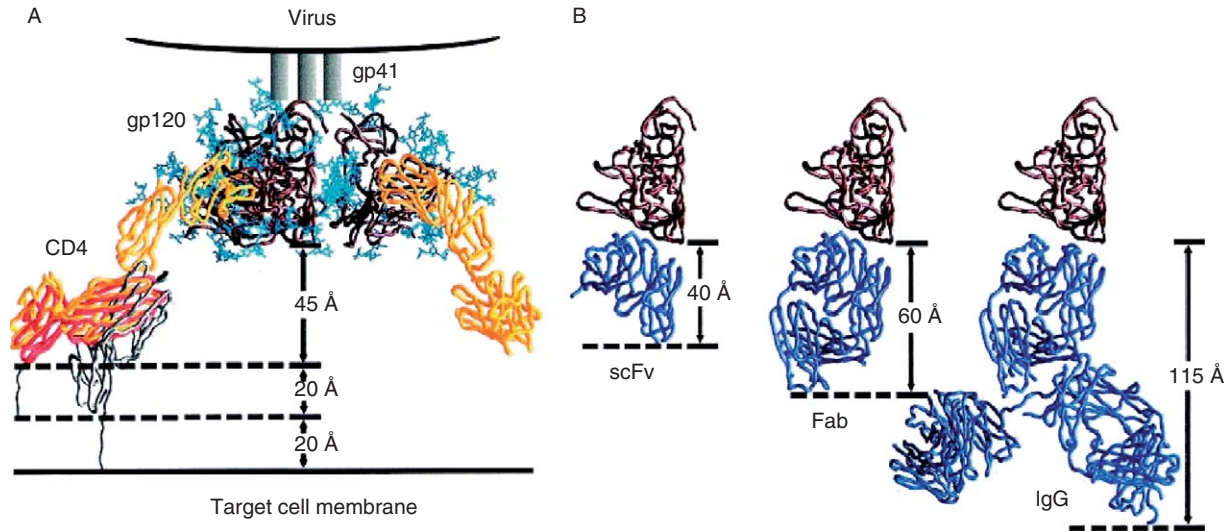 A
Virus
gp41
gp120
CD4
45 Å
20 Å
20 Å
Target cell membrane
B
40 Å
scFv
60 Å
Fab
115 Å
IgG